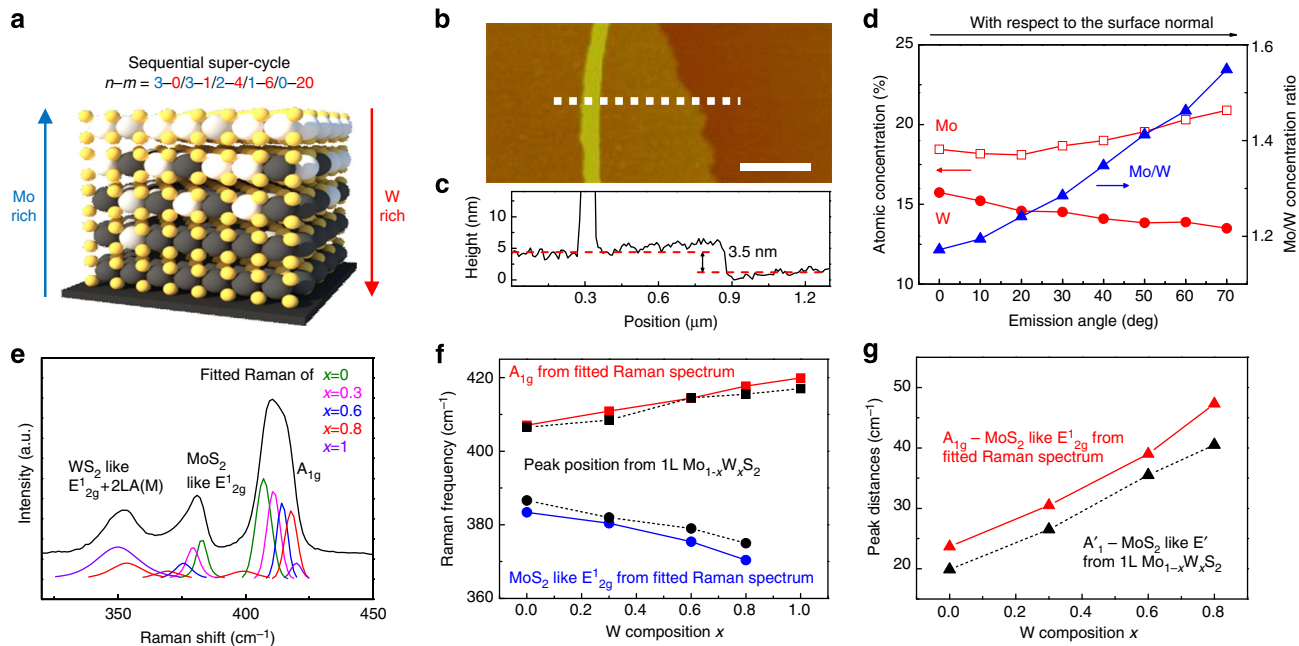 a
Sequential super-cycle
n–m = 3–0/3–1/2–4/1–6/0–20
Mo
rich
W
rich
b
c
Height (nm)
10
5
0
3.5 nm
0.3
0.6
0.9
1.2
Position (μm)
d
With respect to the surface normal
Atomic concentration (%)
25
20
15
10
Mo
W
Mo/W
1.6
1.4
1.2
Mo/W concentration ratio
0 10 20 30 40 50 60 70
Emission angle (deg)
e
Fitted Raman of
x=0
x=0.3
x=0.6
x=0.8
x=1
Intensity (a.u.)
WS₂ like
E¹₂g+2LA(M)
MoS₂
like E¹₂g
A₁g
350 400 450
Raman shift (cm⁻¹)
f
Raman frequency (cm⁻¹)
420
400
380
360
A₁g from fitted Raman spectrum
Peak position from 1L Mo₁₋ₓWₓS₂
MoS₂ like E¹₂g from fitted Raman spectrum
0.0 0.2 0.4 0.6 0.8 1.0
W composition x
g
Peak distances (cm⁻¹)
50
40
30
20
A₁g – MoS₂ like E¹₂g from
fitted Raman spectrum
A′₁ – MoS₂ like E′
from 1L Mo₁₋ₓWₓS₂
0.0 0.2 0.4 0.6 0.8
W composition x